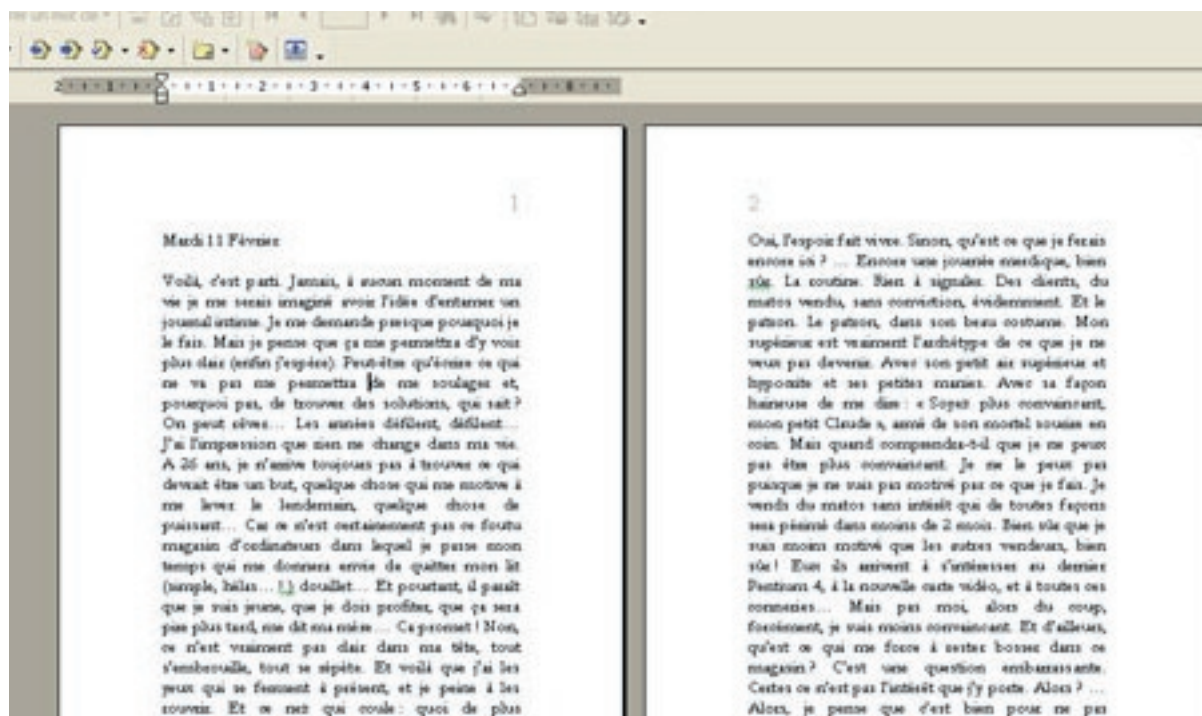 2 1 1 2 3 4 5 6 8
1
Mardi 11 Février
Voilà, c'est parti. Jamais, à aucun moment de ma
vie je me serais imaginé avoir l'idée d'entamer un
journal intime. Je me demande presque pourquoi je
le fais. Mais je pense que ça me permettra d'y voir
plus clair (enfin j'espère). Peut-être qu'écrire ce qui
ne va pas me permettra de me soulager et,
pourquoi pas, de trouver des solutions, qui sait ?
On peut rêver… Les années défilent, défilent…
J'ai l'impression que rien ne change dans ma vie.
A 26 ans, je n'arrive toujours pas à trouver ce qui
devrait être un but, quelque chose qui me motive à
me lever le lendemain, quelque chose de
puissant… Car ce n'est certainement pas ce foutu
magasin d'ordinateurs dans lequel je passe mon
temps qui me donnera envie de quitter mon lit
(simple, hélas… !,) douillet… Et pourtant, il paraît
que je suis jeune, que je dois profiter, que ça sera
pire plus tard, me dit ma mère… Ca promet ! Non,
ce n'est vraiment pas clair dans ma tête, tout
s'embrouille, tout se répète. Et voilà que j'ai les
yeux qui se ferment à présent, et je peine à les
rouvrir. Et ce nez qui coule : quoi de plus
2
Oui, l'espoir fait vivre. Sinon, qu'est ce que je ferais
encore ici ? … Encore une journée merdique, bien
sûr. La routine. Rien à signaler. Des clients, du
matos vendu, sans conviction, évidemment. Et le
patron. Le patron, dans son beau costume. Mon
supérieur est vraiment l'archétype de ce que je ne
veux pas devenir. Avec son petit air supérieur et
hypocrite et ses petites manies. Avec sa façon
haineuse de me dire : « Soyez plus convaincant,
mon petit Claude », armé de son mortel sourire en
coin. Mais quand comprendra-t-il que je ne peux
pas être plus convaincant. Je ne le peux pas
puisque je ne suis pas motivé par ce que je fais. Je
vends du matos sans intérêt qui de toutes façons
sera périmé dans moins de 2 mois. Bien sûr que je
suis moins motivé que les autres vendeurs, bien
sûr ! Eux ils arrivent à s'intéresser au dernier
Pentium 4, à la nouvelle carte vidéo, et à toutes ces
conneries… Mais pas moi, alors du coup,
forcément, je suis moins convaincant. Et d'ailleurs,
qu'est ce qui me force à rester bosser dans ce
magasin ? C'est une question embarassante.
Certes ce n'est pas l'intérêt que j'y porte. Alors ? …
Alors, je pense que c'est bien pour ne pas